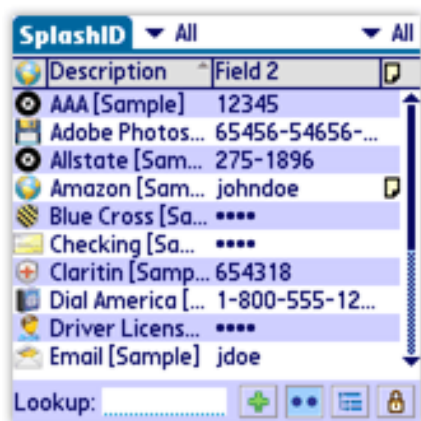 SplashID All All
Description Field 2
AAA [Sample] 12345
Adobe Photos... 65456-54656-...
Allstate [Sam... 275-1896
Amazon [Sam... johndoe
Blue Cross [Sa... ••••
Checking [Sa... ••••
Claritin [Samp... 654318
Dial America [... 1-800-555-12...
Driver Licens... ••••
Email [Sample] jdoe
Lookup: